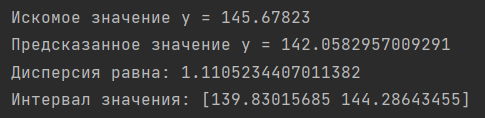 Искомое значение y = 145.67823
Предсказанное значение y = 142.0582957009291
Дисперсия равна: 1.1105234407011382
Интервал значения: [139.83015685 144.28643455]